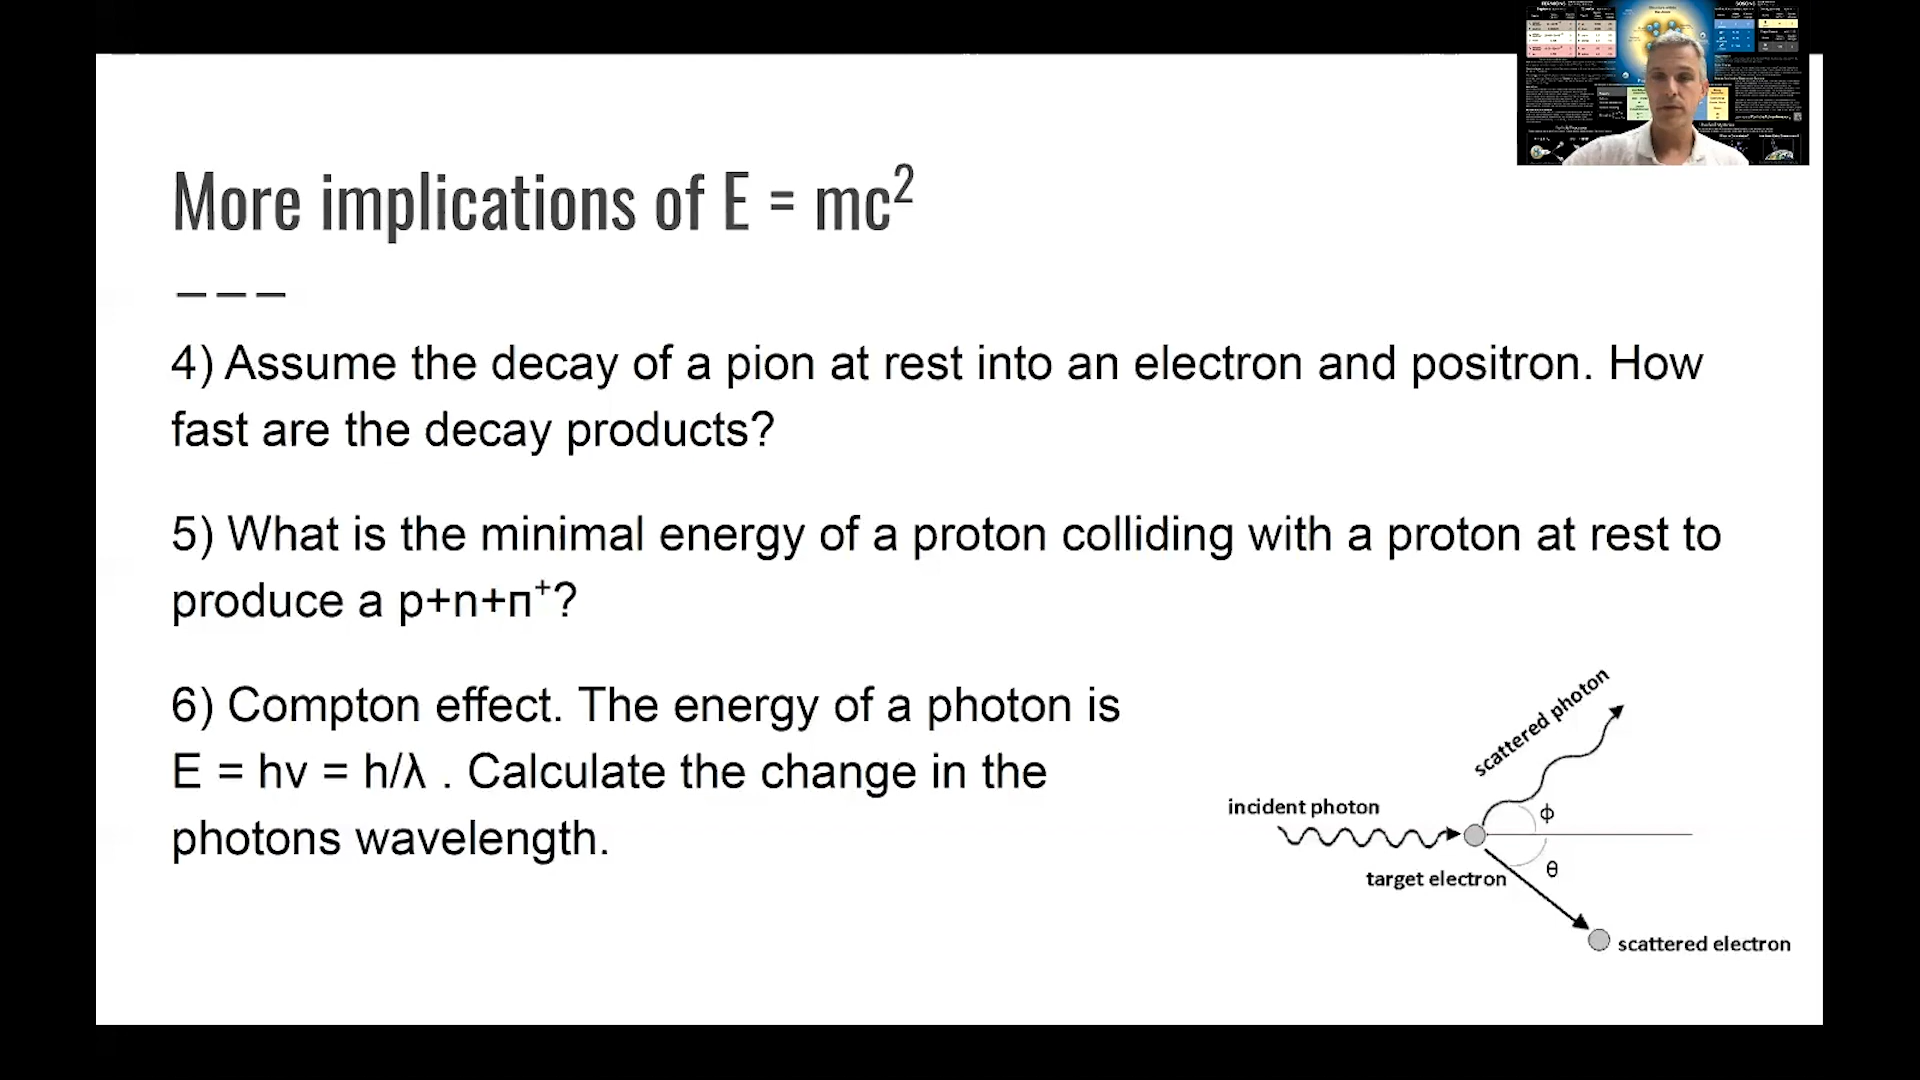 More implications of E = mc²
4) Assume the decay of a pion at rest into an electron and positron. How
fast are the decay products?
5) What is the minimal energy of a proton colliding with a proton at rest to
produce a p+n+π⁺?
6) Compton effect. The energy of a photon is
E = hν = h/λ . Calculate the change in the
photons wavelength.
scattered photon
incident photon
ϕ
θ
target electron
scattered electron
FERMIONS
BOSONS